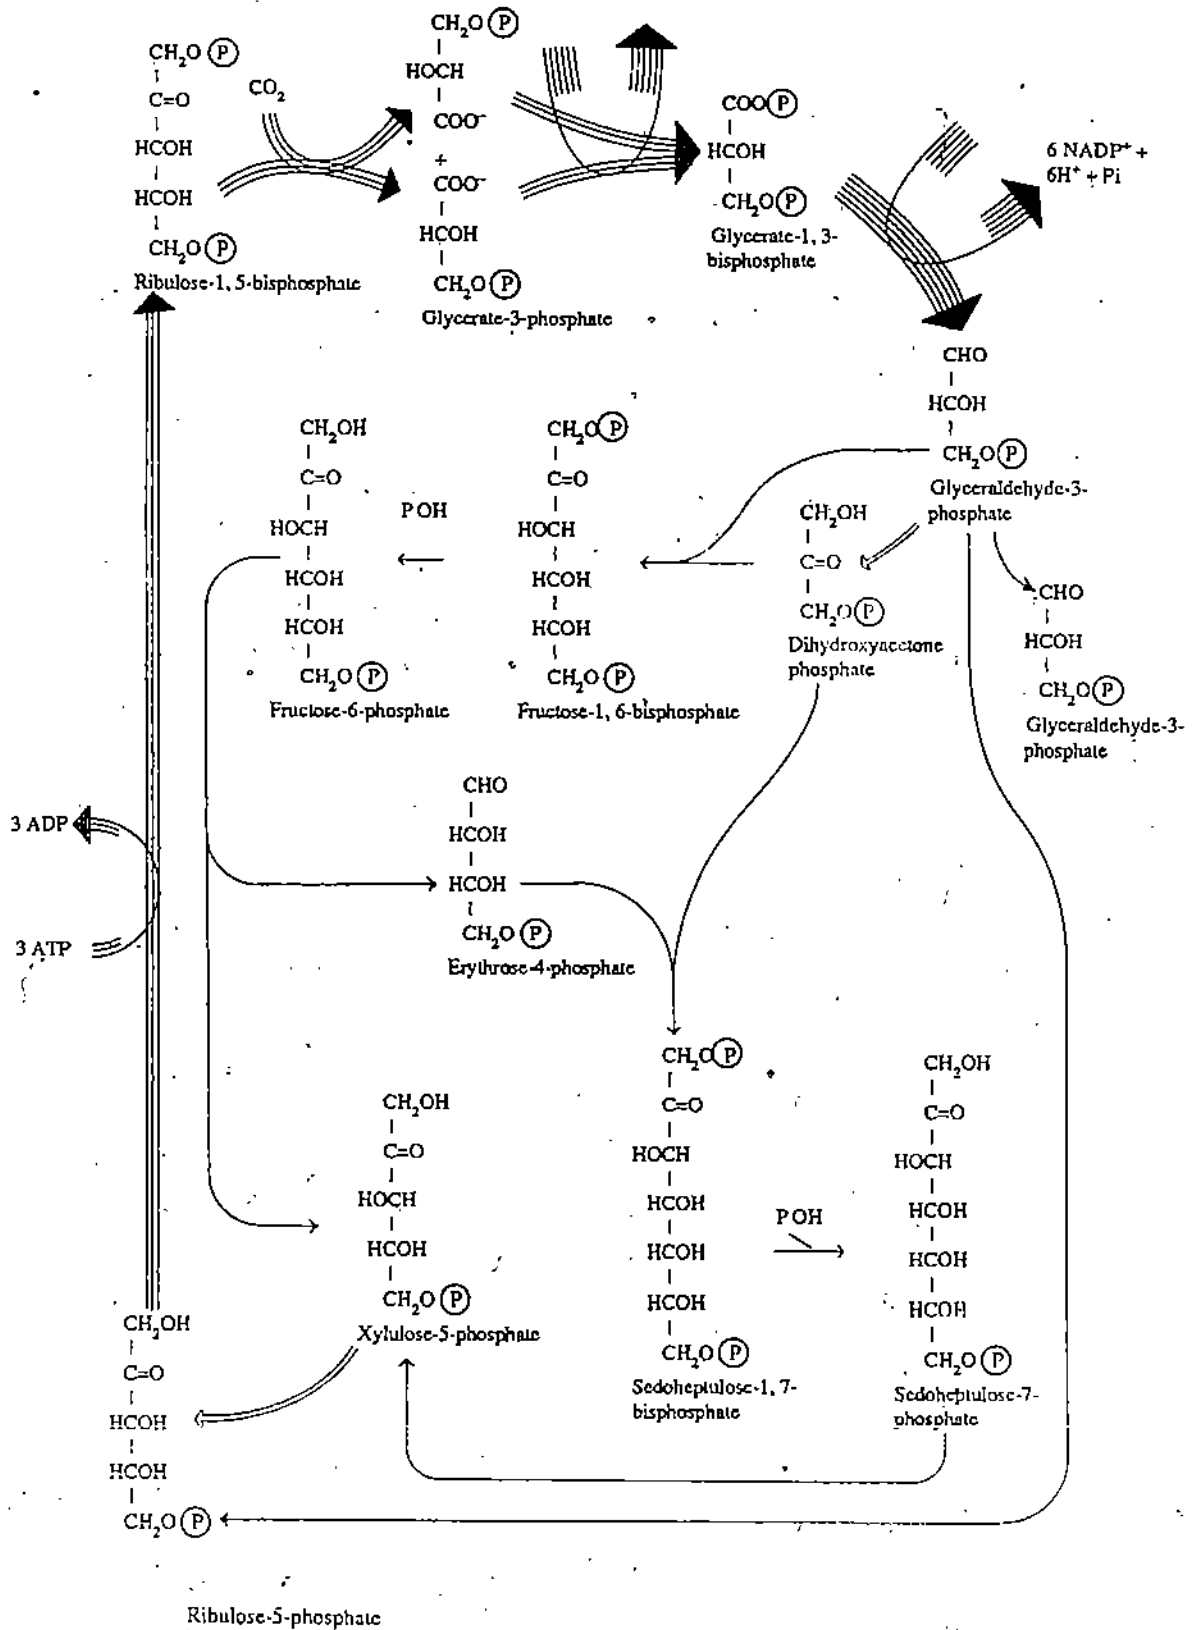 CH₂O Ⓟ
C=O
HCOH
HCOH
CH₂O Ⓟ
Ribulose-1, 5-bisphosphate
CO₂
CH₂O Ⓟ
HOCH
COO⁻
+
COO⁻
HCOH
CH₂O Ⓟ
Glycerate-3-phosphate
COO Ⓟ
HCOH
CH₂O Ⓟ
Glycerate-1, 3-
bisphosphate
6 NADP⁺ +
6H⁺ + Pi
CHO
HCOH
CH₂O Ⓟ
Glyceraldehyde-3-
phosphate
CH₂OH
C=O
HOCH
HCOH
HCOH
CH₂O Ⓟ
Fructose-6-phosphate
POH
CH₂O Ⓟ
C=O
HOCH
HCOH
HCOH
CH₂O Ⓟ
Fructose-1, 6-bisphosphate
CH₂OH
C=O
CH₂O Ⓟ
Dihydroxyacetone
phosphate
CHO
HCOH
CH₂O Ⓟ
Glyceraldehyde-3-
phosphate
3 ADP
3 ATP
CHO
HCOH
HCOH
CH₂O Ⓟ
Erythrose-4-phosphate
CH₂OH
C=O
HOCH
HCOH
CH₂O Ⓟ
Xylulose-5-phosphate
CH₂O Ⓟ
C=O
HOCH
HCOH
HCOH
HCOH
CH₂O Ⓟ
Sedoheptulose-1, 7-
bisphosphate
POH
CH₂OH
C=O
HOCH
HCOH
HCOH
HCOH
CH₂O Ⓟ
Sedoheptulose-7-
phosphate
CH₂OH
C=O
HCOH
HCOH
CH₂O Ⓟ
Ribulose-5-phosphate